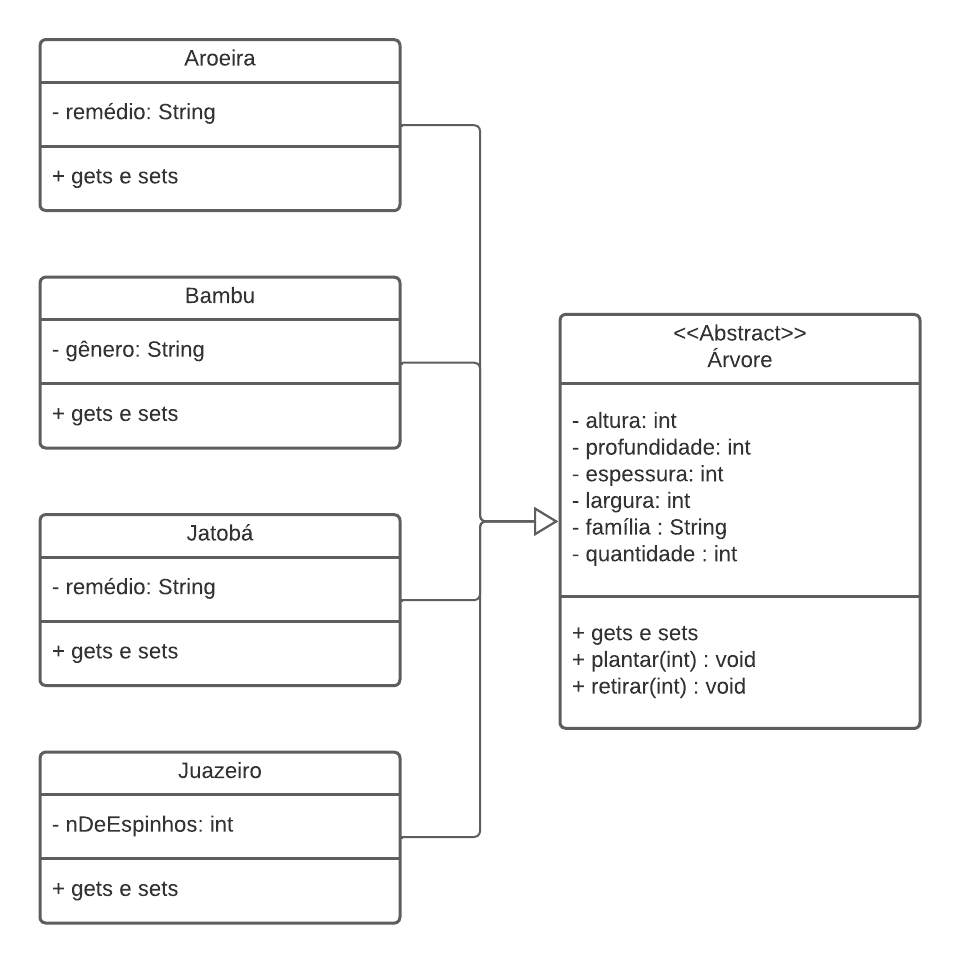 Aroeira
- remédio: String
+ gets e sets
Bambu
- gênero: String
+ gets e sets
Jatobá
- remédio: String
+ gets e sets
Juazeiro
- nDeEspinhos: int
+ gets e sets
<<Abstract>>
Árvore
- altura: int
- profundidade: int
- espessura: int
- largura: int
- família : String
- quantidade : int
+ gets e sets
+ plantar(int) : void
+ retirar(int) : void